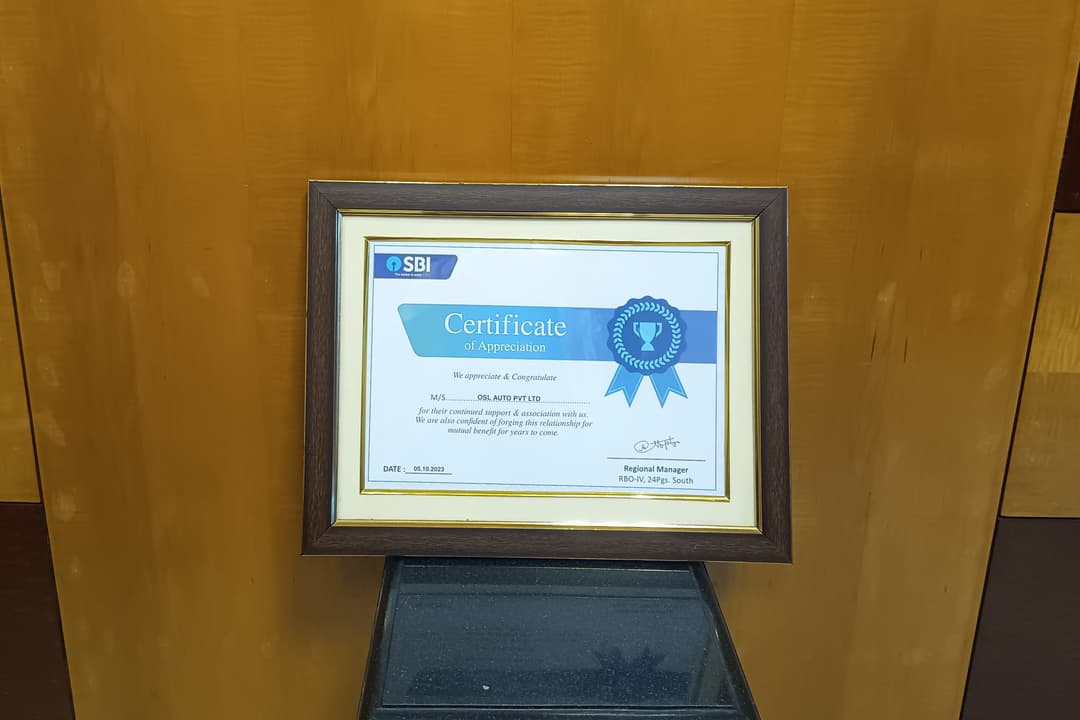 SBI
Certificate
of Appreciation
We appreciate & Congratulate
M/S..............OSL AUTO PVT LTD......................
for their continued support & association with us.
We are also confident of forging this relationship for
mutual benefit for years to come.
DATE : 05.10.2023
Regional Manager
RBO-IV, 24Pgs. South